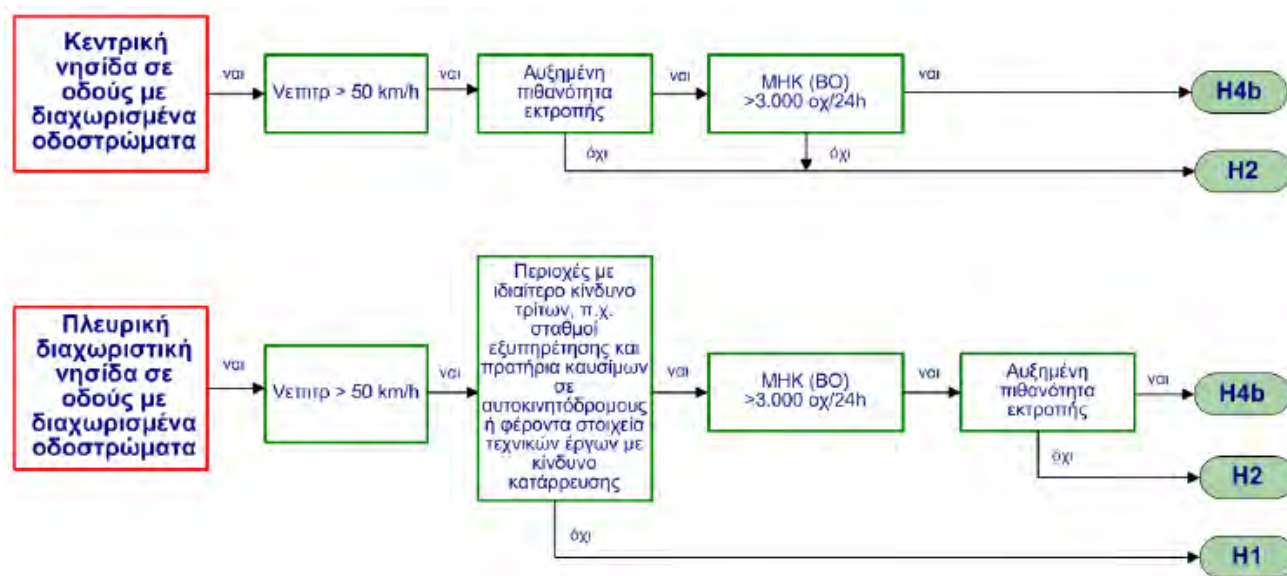 Κεντρική
νησίδα σε
οδούς με
διαχωρισμένα
οδοστρώματα
ναι
Vεπιτρ > 50 km/h
ναι
Αυξημένη
πιθανότητα
εκτροπής
ναι
ΜΗΚ (ΒΟ)
>3.000 οχ/24h
ναι
H4b
όχι
όχι
H2
Πλευρική
διαχωριστική
νησίδα σε
οδούς με
διαχωρισμένα
οδοστρώματα
ναι
Vεπιτρ > 50 km/h
ναι
Περιοχές με
ιδιαίτερο κίνδυνο
τρίτων, π.χ.
σταθμοί
εξυπηρέτησης και
πρατήρια καυσίμων
σε
αυτοκινητόδρομους
ή φέροντα στοιχεία
τεχνικών έργων με
κίνδυνο
κατάρρευσης
ναι
ΜΗΚ (ΒΟ)
>3.000 οχ/24h
ναι
Αυξημένη
πιθανότητα
εκτροπής
ναι
H4b
όχι
H2
όχι
H1